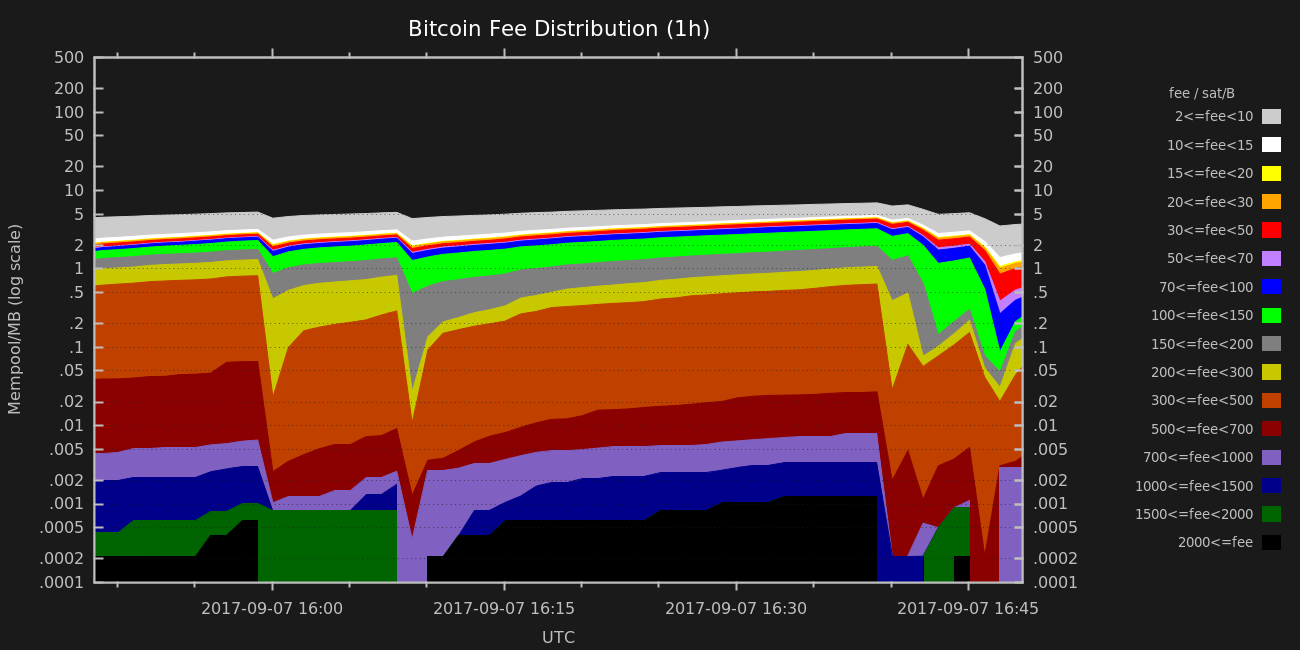 Bitcoin Fee Distribution (1h)
500 500
200 200
100 100
50 50
20 20
10 10
5 5
2 2
1 1
.5 .5
.2 .2
.1 .1
.05 .05
.02 .02
.01 .01
.005 .005
.002 .002
.001 .001
.0005 .0005
.0002 .0002
.0001 .0001
Mempool/MB (log scale)
2017-09-07 16:00 2017-09-07 16:15 2017-09-07 16:30 2017-09-07 16:45
UTC
fee / sat/B
2<=fee<10
10<=fee<15
15<=fee<20
20<=fee<30
30<=fee<50
50<=fee<70
70<=fee<100
100<=fee<150
150<=fee<200
200<=fee<300
300<=fee<500
500<=fee<700
700<=fee<1000
1000<=fee<1500
1500<=fee<2000
2000<=fee